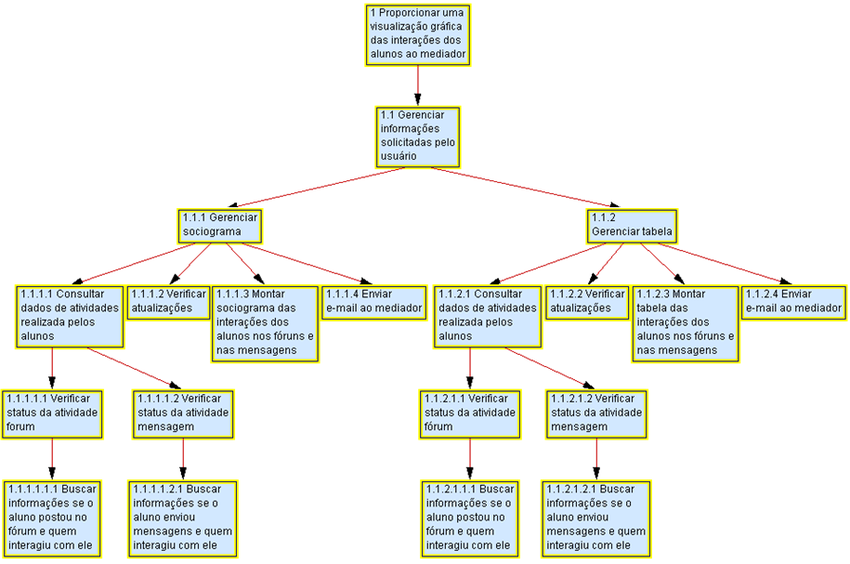 1 Proporcionar uma
visualização gráfica
das interações dos
alunos ao mediador
1.1 Gerenciar
informações
solicitadas pelo
usuário
1.1.1 Gerenciar
sociograma
1.1.2
Gerenciar tabela
1.1.1.1 Consultar
dados de atividades
realizada pelos
alunos
1.1.1.2 Verificar
atualizações
1.1.1.3 Montar
sociograma das
interações dos
alunos nos fóruns e
nas mensagens
1.1.1.4 Enviar
e-mail ao mediador
1.1.2.1 Consultar
dados de atividades
realizada pelos
alunos
1.1.2.2 Verificar
atualizações
1.1.2.3 Montar
tabela das
interações dos
alunos nos fóruns e
nas mensagens
1.1.2.4 Enviar
e-mail ao mediador
1.1.1.1.1 Verificar
status da atividade
forum
1.1.1.1.2 Verificar
status da atividade
mensagem
1.1.2.1.1 Verificar
status da atividade
fórum
1.1.2.1.2 Verificar
status da atividade
mensagem
1.1.1.1.1.1 Buscar
informações se o
aluno postou no
fórum e quem
interagiu com ele
1.1.1.1.2.1 Buscar
informações se o
aluno enviou
mensagens e quem
interagiu com ele
1.1.2.1.1.1 Buscar
informações se o
aluno postou no
fórum e quem
interagiu com ele
1.1.2.1.2.1 Buscar
informações se o
aluno enviou
mensagens e quem
interagiu com ele